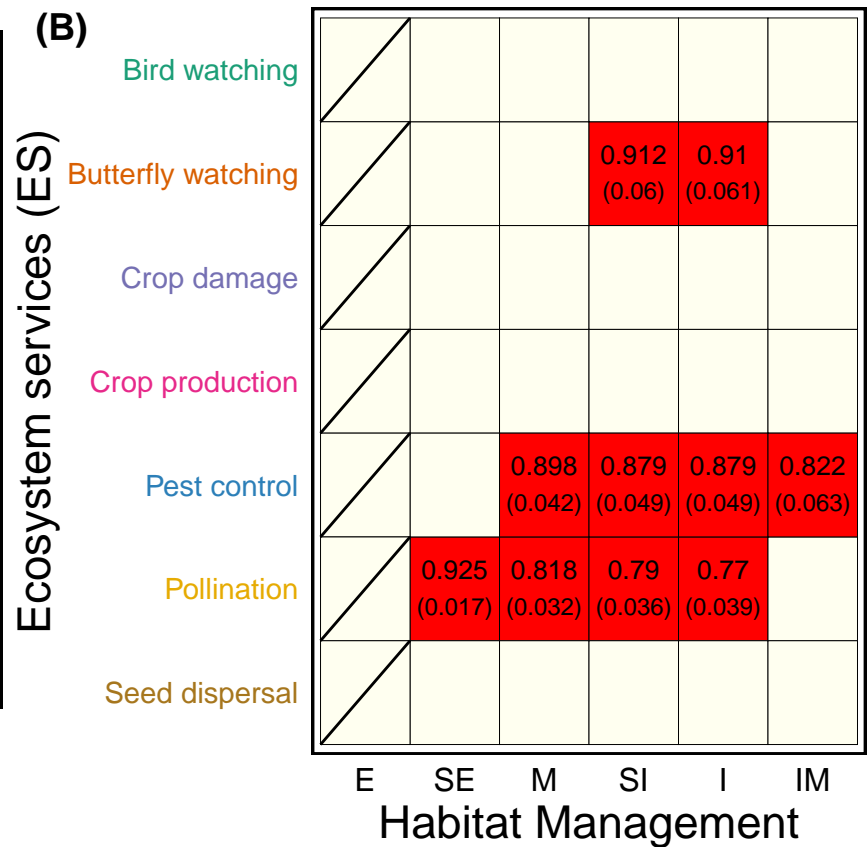 (B)
Ecosystem services (ES)
Bird watching
Butterfly watching
0.912 0.91
(0.06) (0.061)
Crop damage
Crop production
Pest control
0.898 0.879 0.879 0.822
(0.042) (0.049) (0.049) (0.063)
Pollination
0.925 0.818 0.79 0.77
(0.017) (0.032) (0.036) (0.039)
Seed dispersal
E SE M SI I IM
Habitat Management